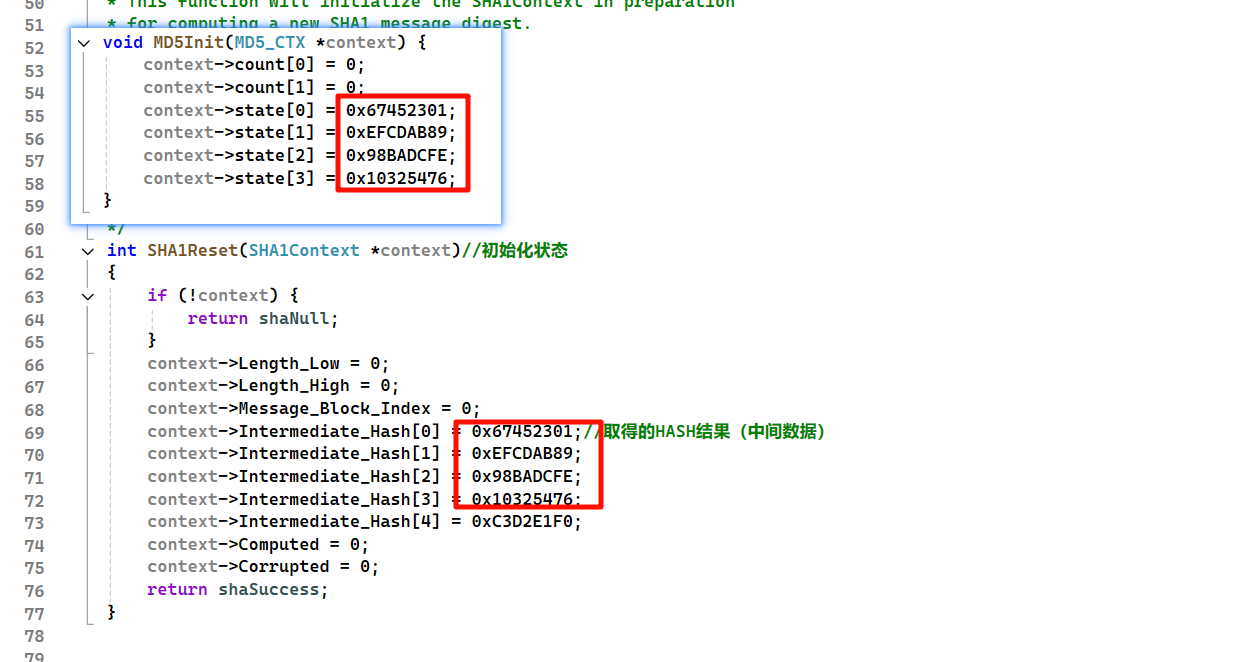 50 * This function will initialize the SHA1Context in preparation
51 * for computing a new SHA1 message digest.
52 void MD5Init(MD5_CTX *context) {
53 context->count[0] = 0;
54 context->count[1] = 0;
55 context->state[0] = 0x67452301;
56 context->state[1] = 0xEFCDAB89;
57 context->state[2] = 0x98BADCFE;
58 context->state[3] = 0x10325476;
59 }
60 */
61 int SHA1Reset(SHA1Context *context)//初始化状态
62 {
63 if (!context) {
64 return shaNull;
65 }
66 context->Length_Low = 0;
67 context->Length_High = 0;
68 context->Message_Block_Index = 0;
69 context->Intermediate_Hash[0] = 0x67452301;//取得的HASH结果（中间数据）
70 context->Intermediate_Hash[1] = 0xEFCDAB89;
71 context->Intermediate_Hash[2] = 0x98BADCFE;
72 context->Intermediate_Hash[3] = 0x10325476;
73 context->Intermediate_Hash[4] = 0xC3D2E1F0;
74 context->Computed = 0;
75 context->Corrupted = 0;
76 return shaSuccess;
77 }
78
79